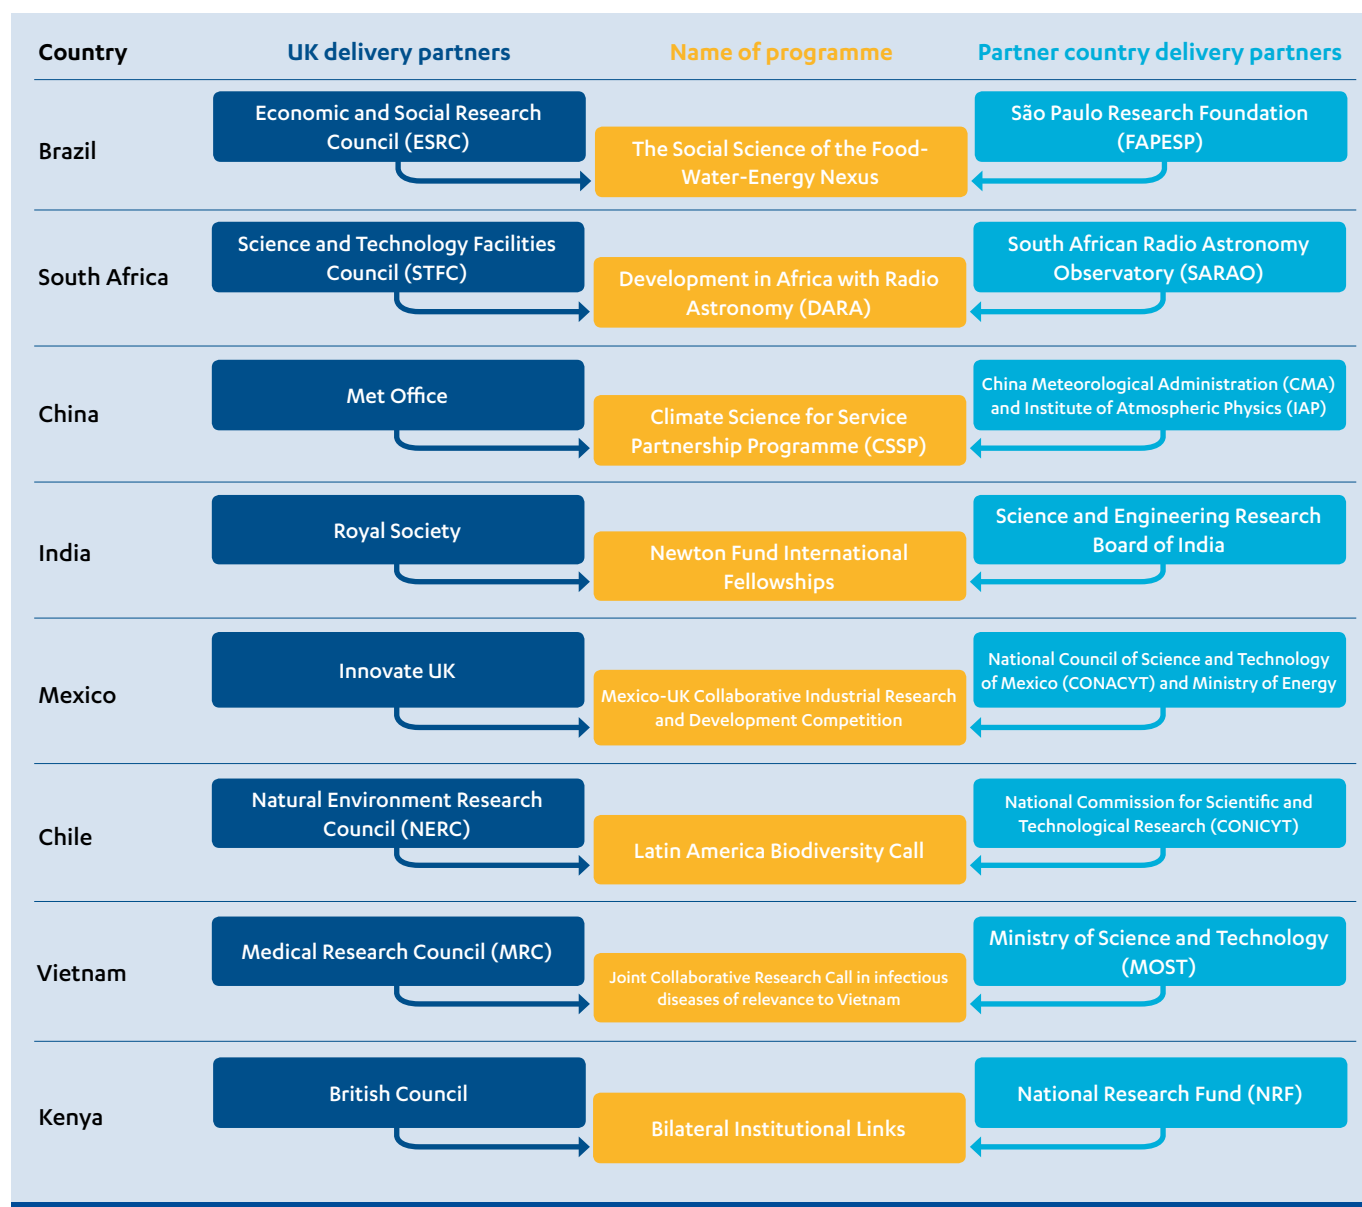 Country
UK delivery partners
Name of programme
Partner country delivery partners
Brazil
Economic and Social Research
Council (ESRC)
The Social Science of the Food-
Water-Energy Nexus
São Paulo Research Foundation
(FAPESP)
South Africa
Science and Technology Facilities
Council (STFC)
Development in Africa with Radio
Astronomy (DARA)
South African Radio Astronomy
Observatory (SARAO)
China
Met Office
Climate Science for Service
Partnership Programme (CSSP)
China Meteorological Administration (CMA)
and Institute of Atmospheric Physics (IAP)
India
Royal Society
Newton Fund International
Fellowships
Science and Engineering Research
Board of India
Mexico
Innovate UK
Mexico-UK Collaborative Industrial Research
and Development Competition
National Council of Science and Technology
of Mexico (CONACYT) and Ministry of Energy
Chile
Natural Environment Research
Council (NERC)
Latin America Biodiversity Call
National Commission for Scientific and
Technological Research (CONICYT)
Vietnam
Medical Research Council (MRC)
Joint Collaborative Research Call in infectious
diseases of relevance to Vietnam
Ministry of Science and Technology
(MOST)
Kenya
British Council
Bilateral Institutional Links
National Research Fund (NRF)